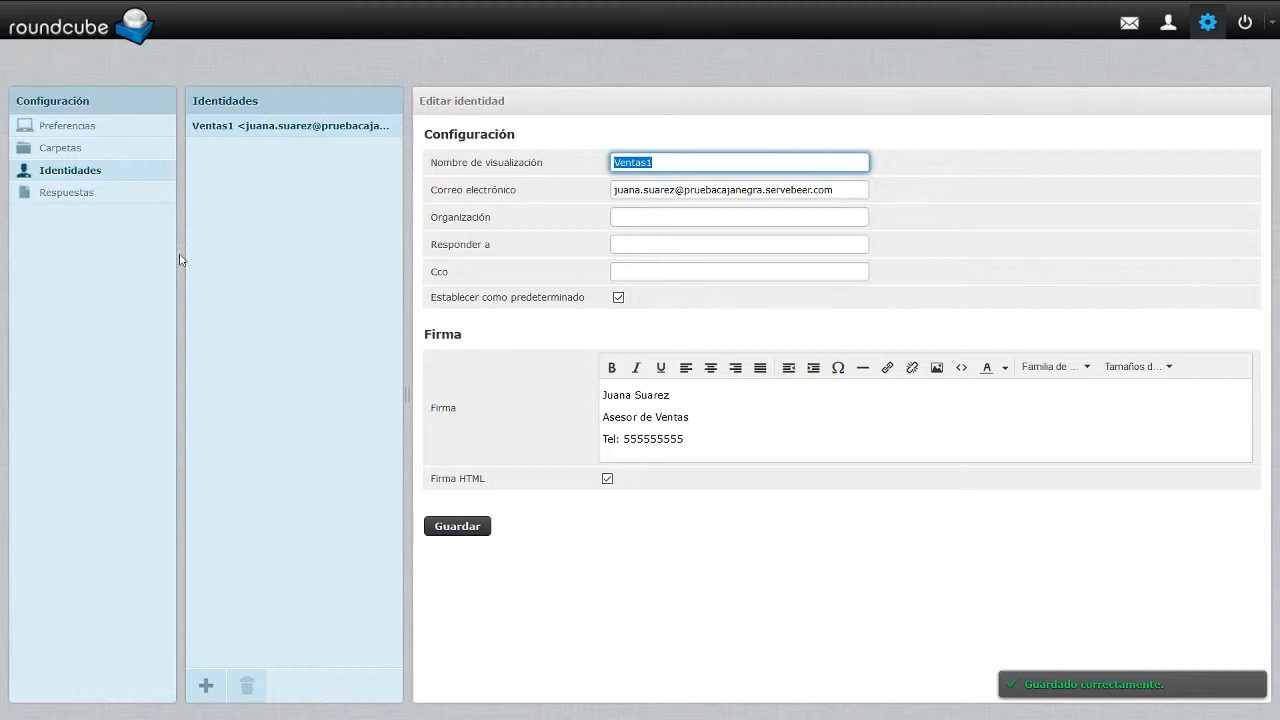 roundcube
Configuración
Preferencias
Carpetas
Identidades
Respuestas
Identidades
Ventas1 <juana.suarez@pruebacaja...
Editar identidad
Configuración
Nombre de visualización
Ventas1
Correo electrónico
juana.suarez@pruebacajanegra.servebeer.com
Organización
Responder a
Cco
Establecer como predeterminado
Firma
Firma
B I U A Familia de ... Tamaños d...
Juana Suarez
Asesor de Ventas
Tel: 555555555
Firma HTML
Guardar
Guardado correctamente.